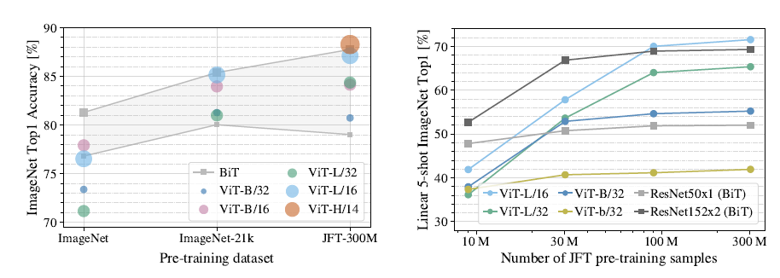 ImageNet Top1 Accuracy [%]
90
85
80
75
70
BiT
ViT-B/32
ViT-B/16
ViT-L/32
ViT-L/16
ViT-H/14
ImageNet
ImageNet-21k
JFT-300M
Pre-training dataset
Linear 5-shot ImageNet Top1 [%]
70
60
50
40
30
ViT-L/16
ViT-L/32
ViT-B/32
ViT-b/32
ResNet50x1 (BiT)
ResNet152x2 (BiT)
10 M
30 M
100 M
300 M
Number of JFT pre-training samples